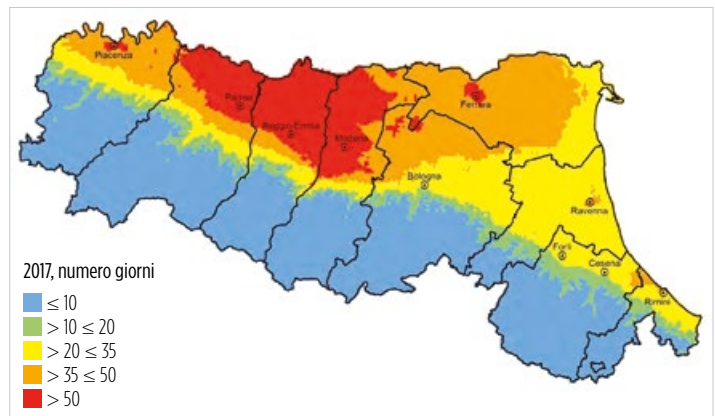 Piacenza
Parma
Reggio-Emilia
Modena
Ferrara
Bologna
Ravenna
Forlì
Cesena
Rimini
2017, numero giorni
≤ 10
> 10 ≤ 20
> 20 ≤ 35
> 35 ≤ 50
> 50